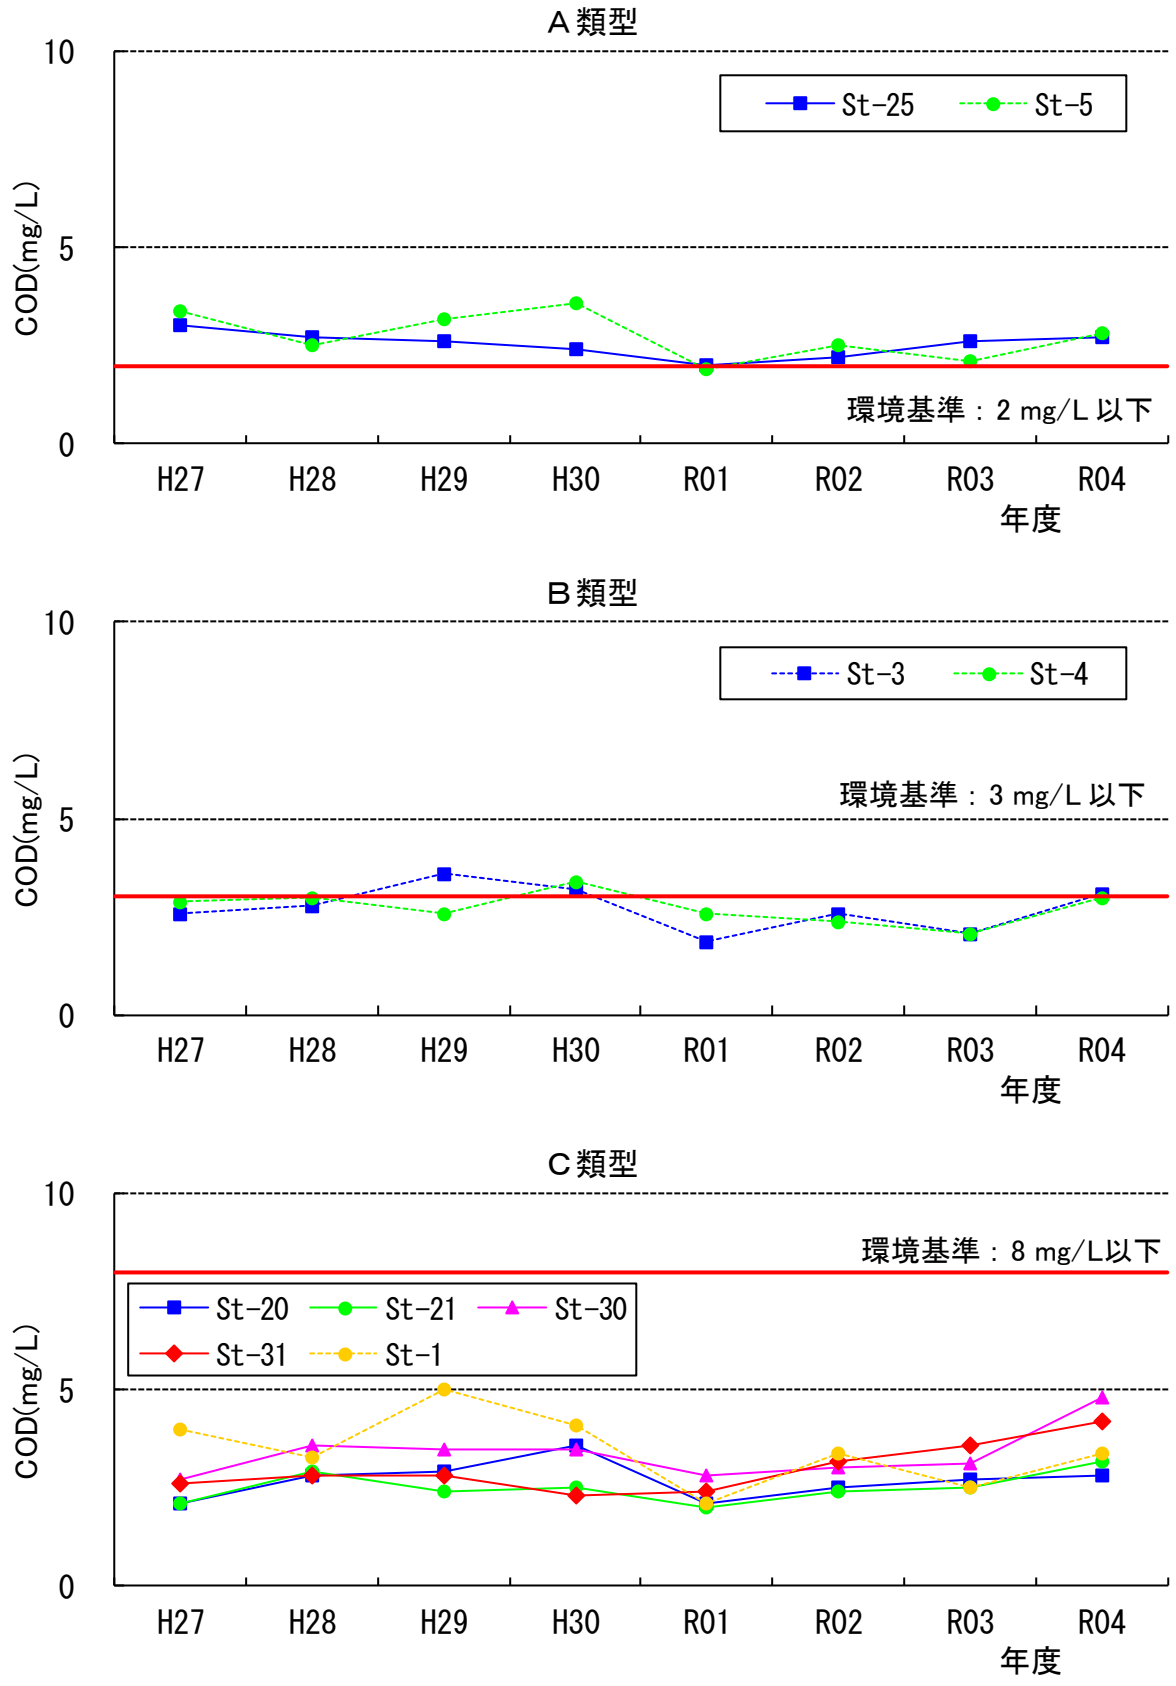 A類型
10
St-25 St-5
COD(mg/L)
5
環境基準：2 mg/L以下
0
H27 H28 H29 H30 R01 R02 R03 R04
年度
B類型
10
St-3 St-4
環境基準：3 mg/L以下
COD(mg/L)
5
0
H27 H28 H29 H30 R01 R02 R03 R04
年度
C類型
10
環境基準：8 mg/L以下
St-20 St-21 St-30
St-31 St-1
COD(mg/L)
5
0
H27 H28 H29 H30 R01 R02 R03 R04
年度